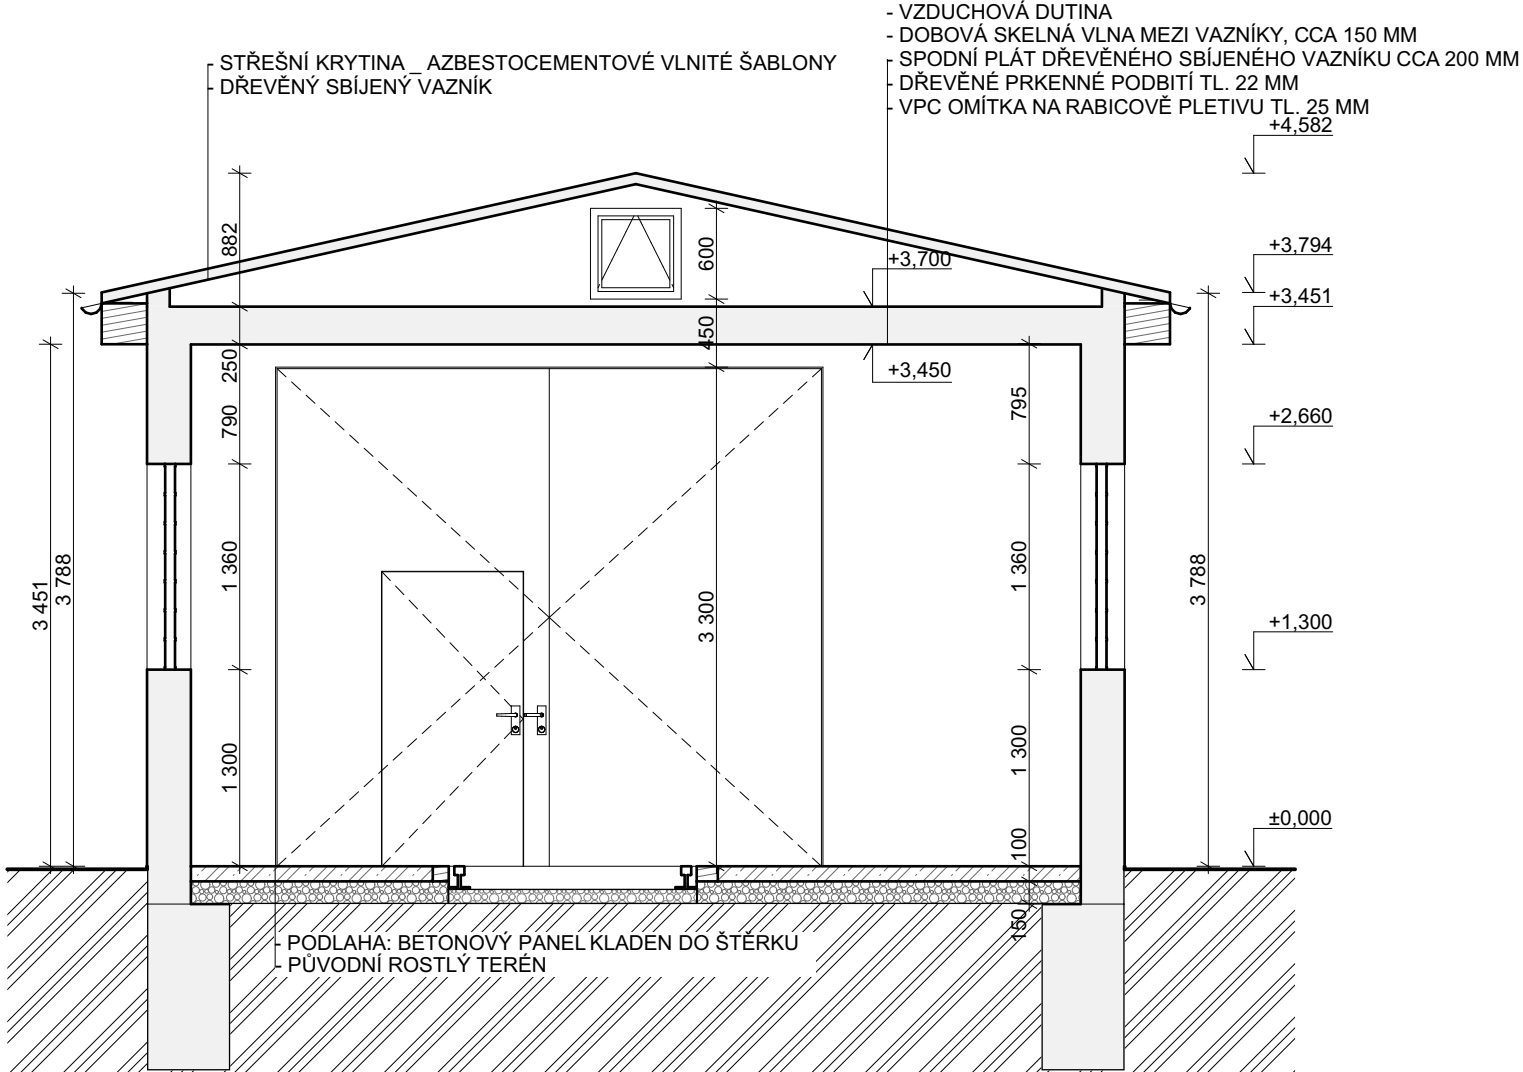 - VZDUCHOVÁ DUTINA
- DOBOVÁ SKELNÁ VLNA MEZI VAZNÍKY, CCA 150 MM
- SPODNÍ PLÁT DŘEVĚNÉHO SBÍJENÉHO VAZNÍKU CCA 200 MM
- DŘEVĚNÉ PRKENNÉ PODBITÍ TL. 22 MM
- VPC OMÍTKA NA RABICOVĚ PLETIVU TL. 25 MM
- STŘEŠNÍ KRYTINA _ AZBESTOCEMENTOVÉ VLNITÉ ŠABLONY
- DŘEVĚNÝ SBÍJENÝ VAZNÍK
+4,582
+3,794
+3,451
+2,660
+1,300
±0,000
+3,700
+3,450
882
250
790
1 360
1 300
600
450
3 300
795
1 360
1 300
100
150
3 451
3 788
3 788
- PODLAHA: BETONOVÝ PANEL KLADEN DO ŠTĚRKU
- PŮVODNÍ ROSTLÝ TERÉN